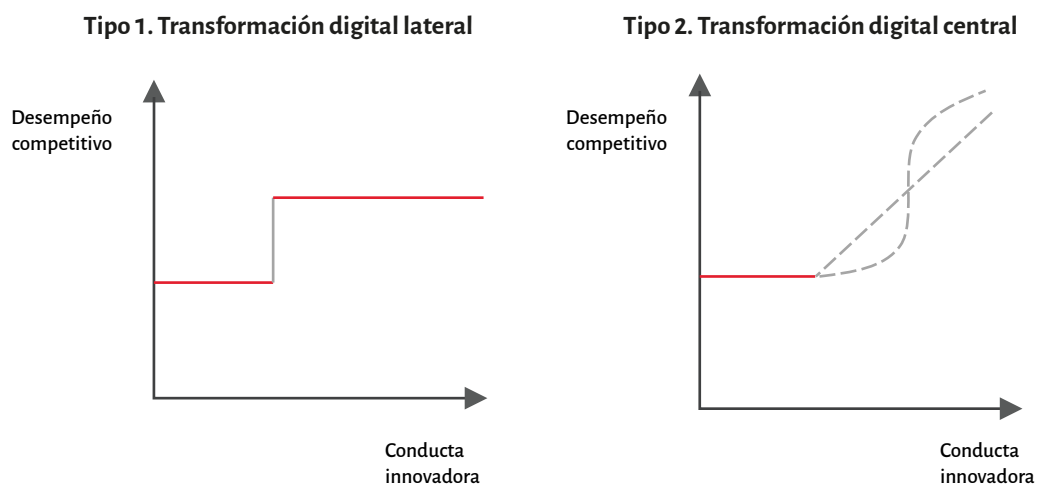 Tipo 1. Transformación digital lateral
Desempeño
competitivo
Conducta
innovadora
Tipo 2. Transformación digital central
Desempeño
competitivo
Conducta
innovadora